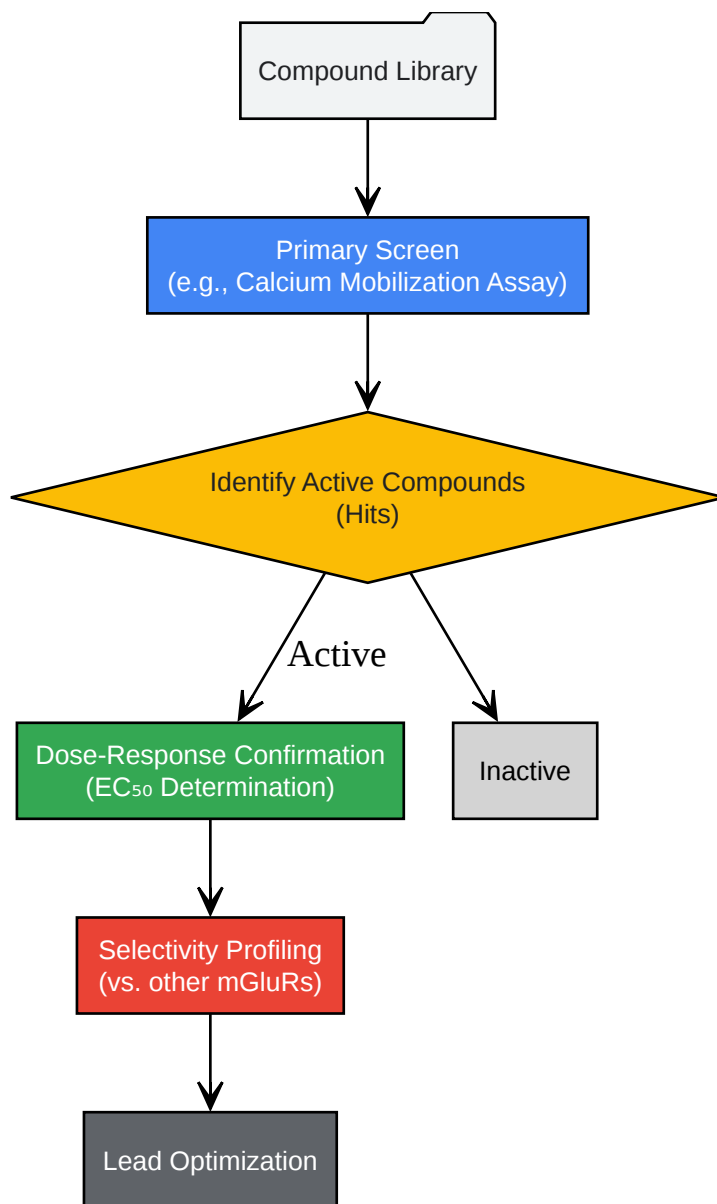 Compound Library
Primary Screen
(e.g., Calcium Mobilization Assay)
Identify Active Compounds
(Hits)
Active
Dose-Response Confirmation
(EC₅₀ Determination)
Inactive
Selectivity Profiling
(vs. other mGluRs)
Lead Optimization